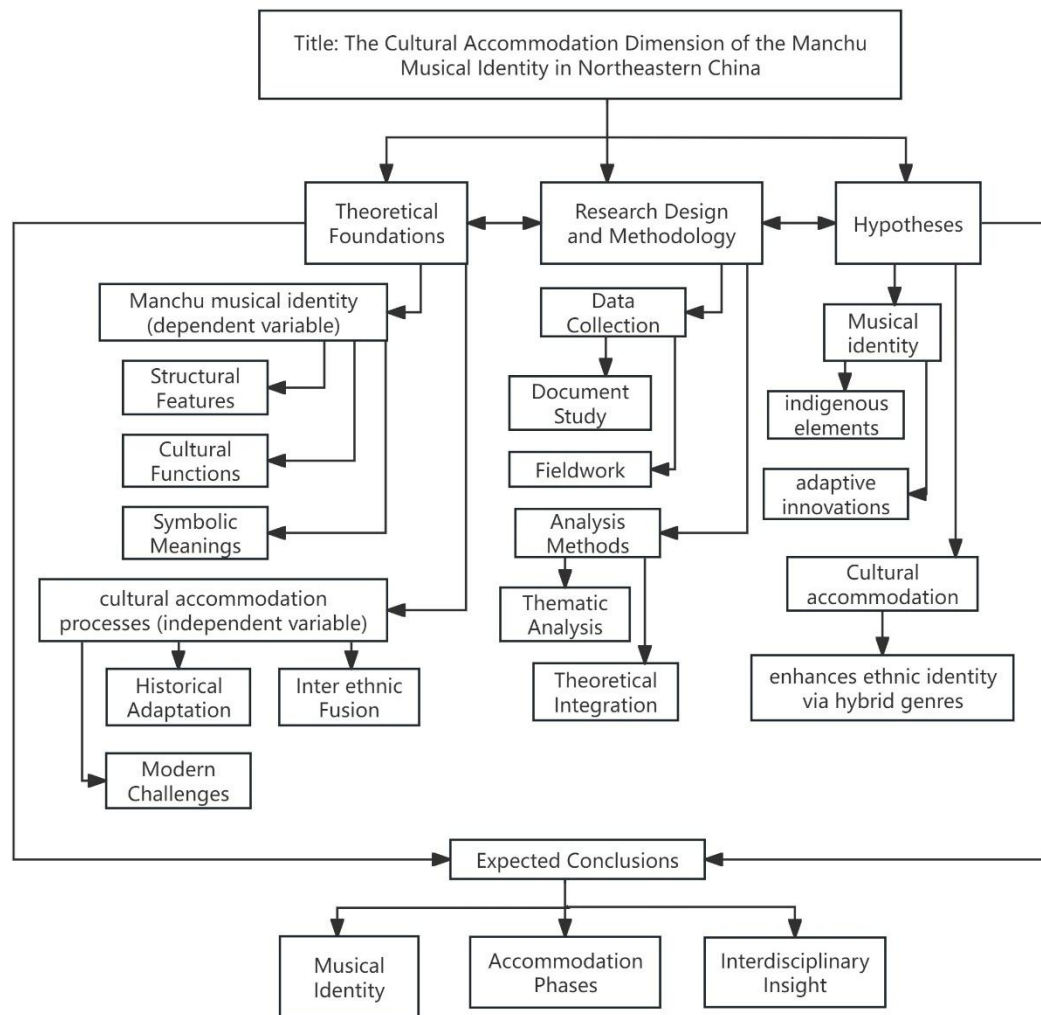 Title: The Cultural Accommodation Dimension of the Manchu
Musical Identity in Northeastern China
Theoretical
Foundations
Research Design
and Methodology
Hypotheses
Manchu musical identity
(dependent variable)
Structural
Features
Cultural
Functions
Symbolic
Meanings
cultural accommodation
processes (independent variable)
Historical
Adaptation
Inter ethnic
Fusion
Modern
Challenges
Data
Collection
Document
Study
Fieldwork
Analysis
Methods
Thematic
Analysis
Theoretical
Integration
Musical
identity
indigenous
elements
adaptive
innovations
Cultural
accommodation
enhances ethnic identity
via hybrid genres
Expected Conclusions
Musical
Identity
Accommodation
Phases
Interdisciplinary
Insight